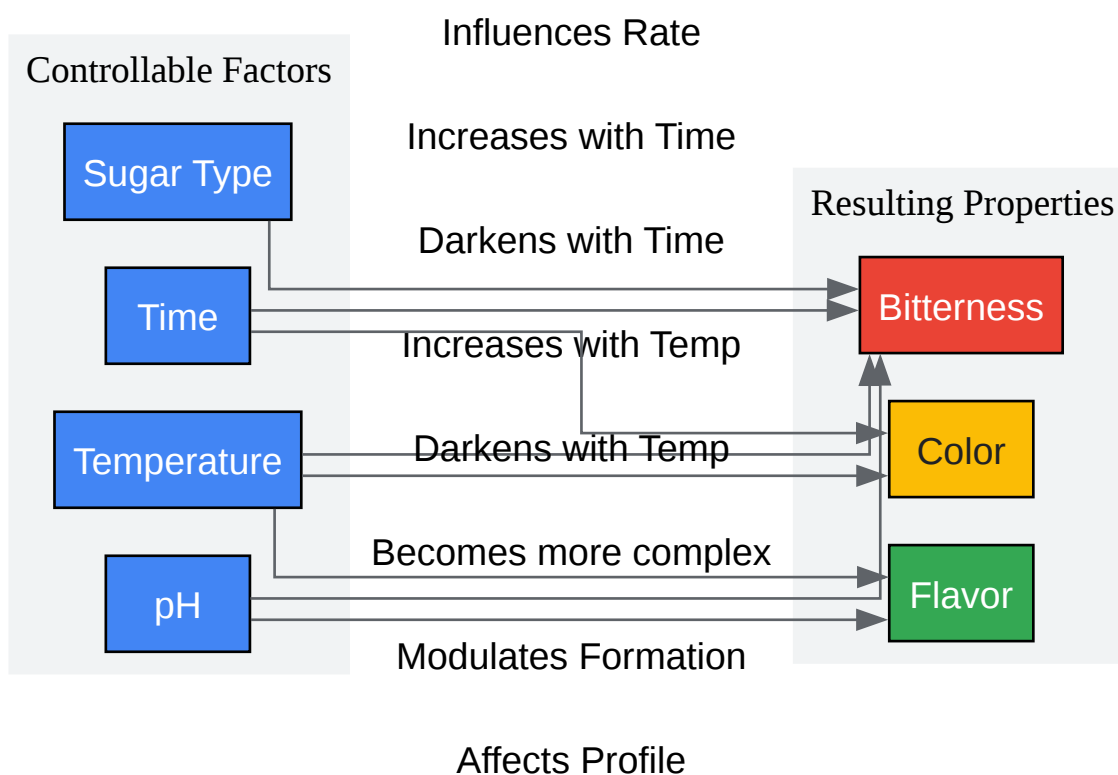 Influences Rate
Controllable Factors
Increases with Time
Sugar Type
Resulting Properties
Darkens with Time
Bitterness
Time
Increases with Temp
Darkens with Temp
Color
Temperature
Becomes more complex
Flavor
pH
Modulates Formation
Affects Profile